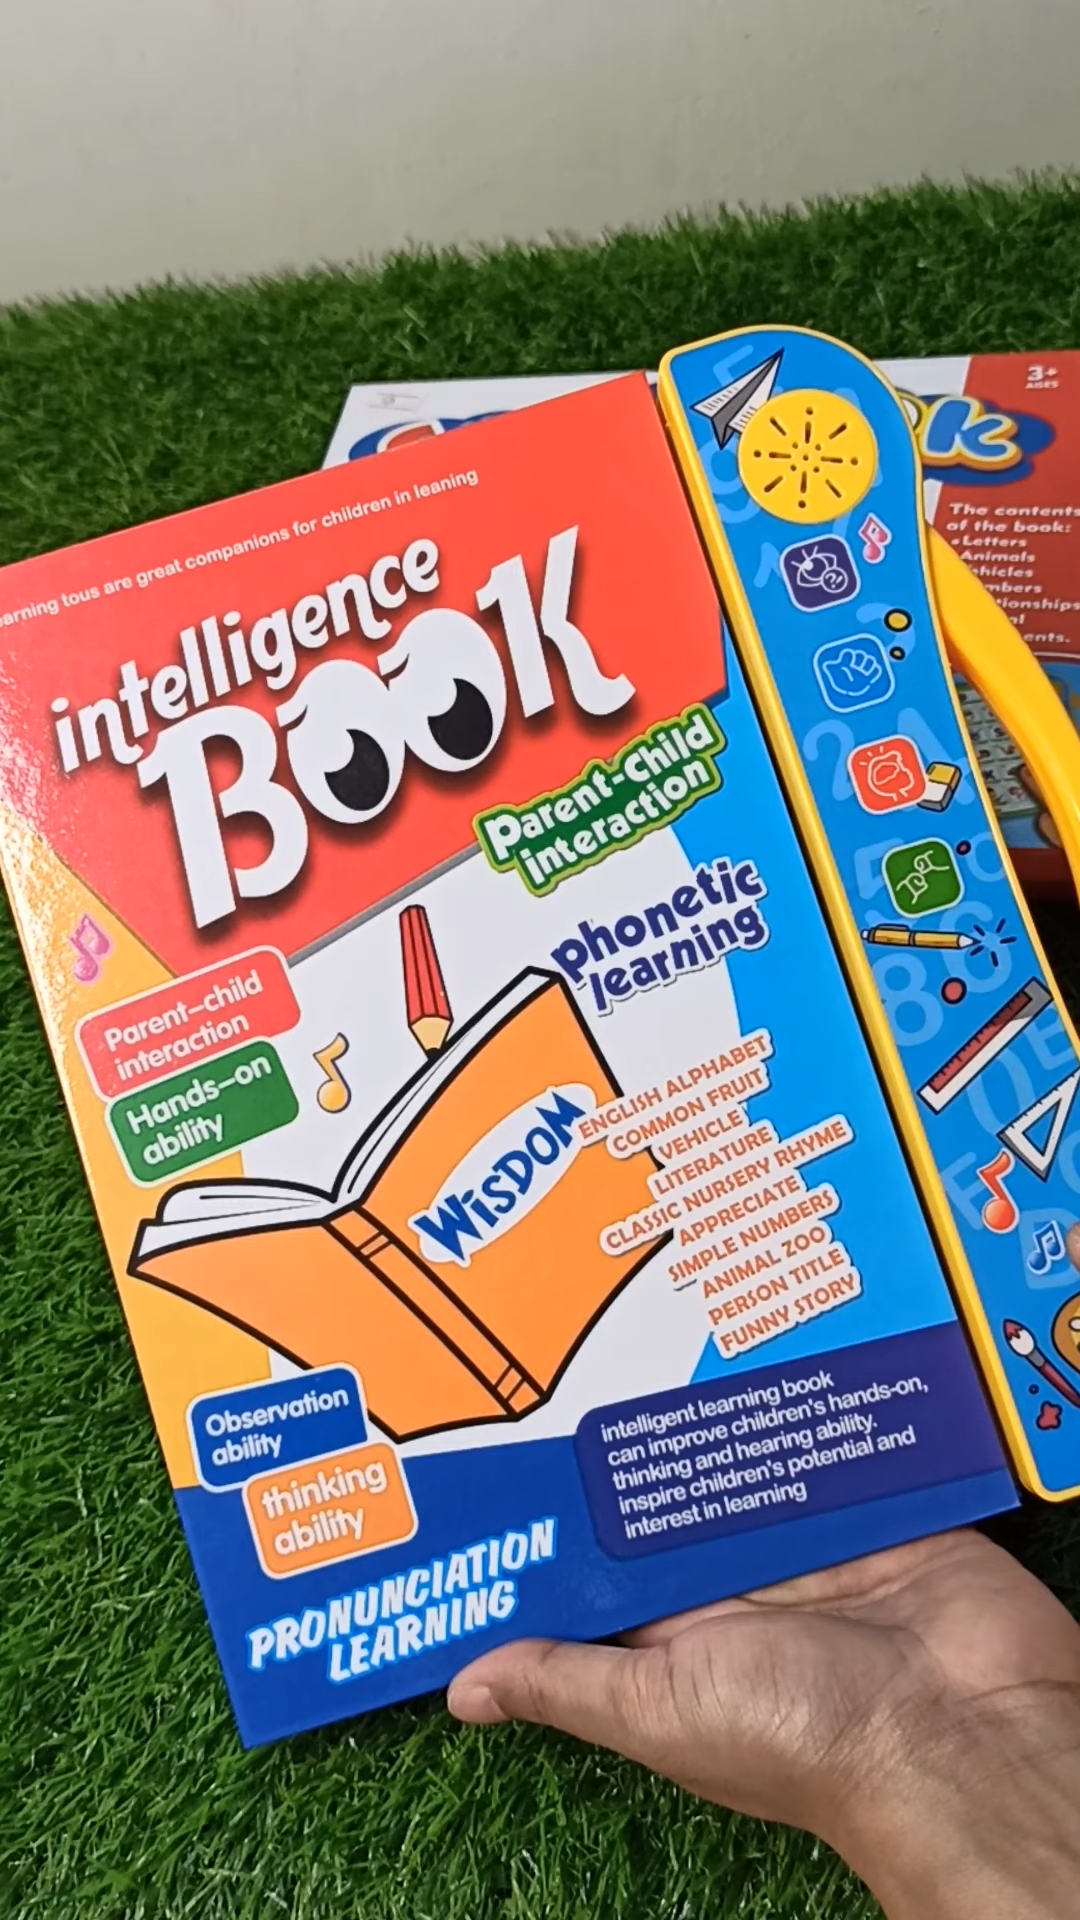 earning tous are great companions for children in leaning
intelligence
BOOK
Parent-Child
interaction
phonetic
learning
Parent-child
interaction
Hands-on
ability
WISDOM
ENGLISH ALPHABET
COMMON FRUIT
VEHICLE
LITERATURE
CLASSIC NURSERY RHYME
APPRECIATE
SIMPLE NUMBERS
ANIMAL ZOO
PERSON TITLE
FUNNY STORY
Observation
ability
thinking
ability
intelligent learning book
can improve children's hands-on,
thinking and hearing ability.
inspire children's potential and
interest in learning
PRONUNCIATION
LEARNING
3+
AGES
The contents
of the book:
Letters
Animals